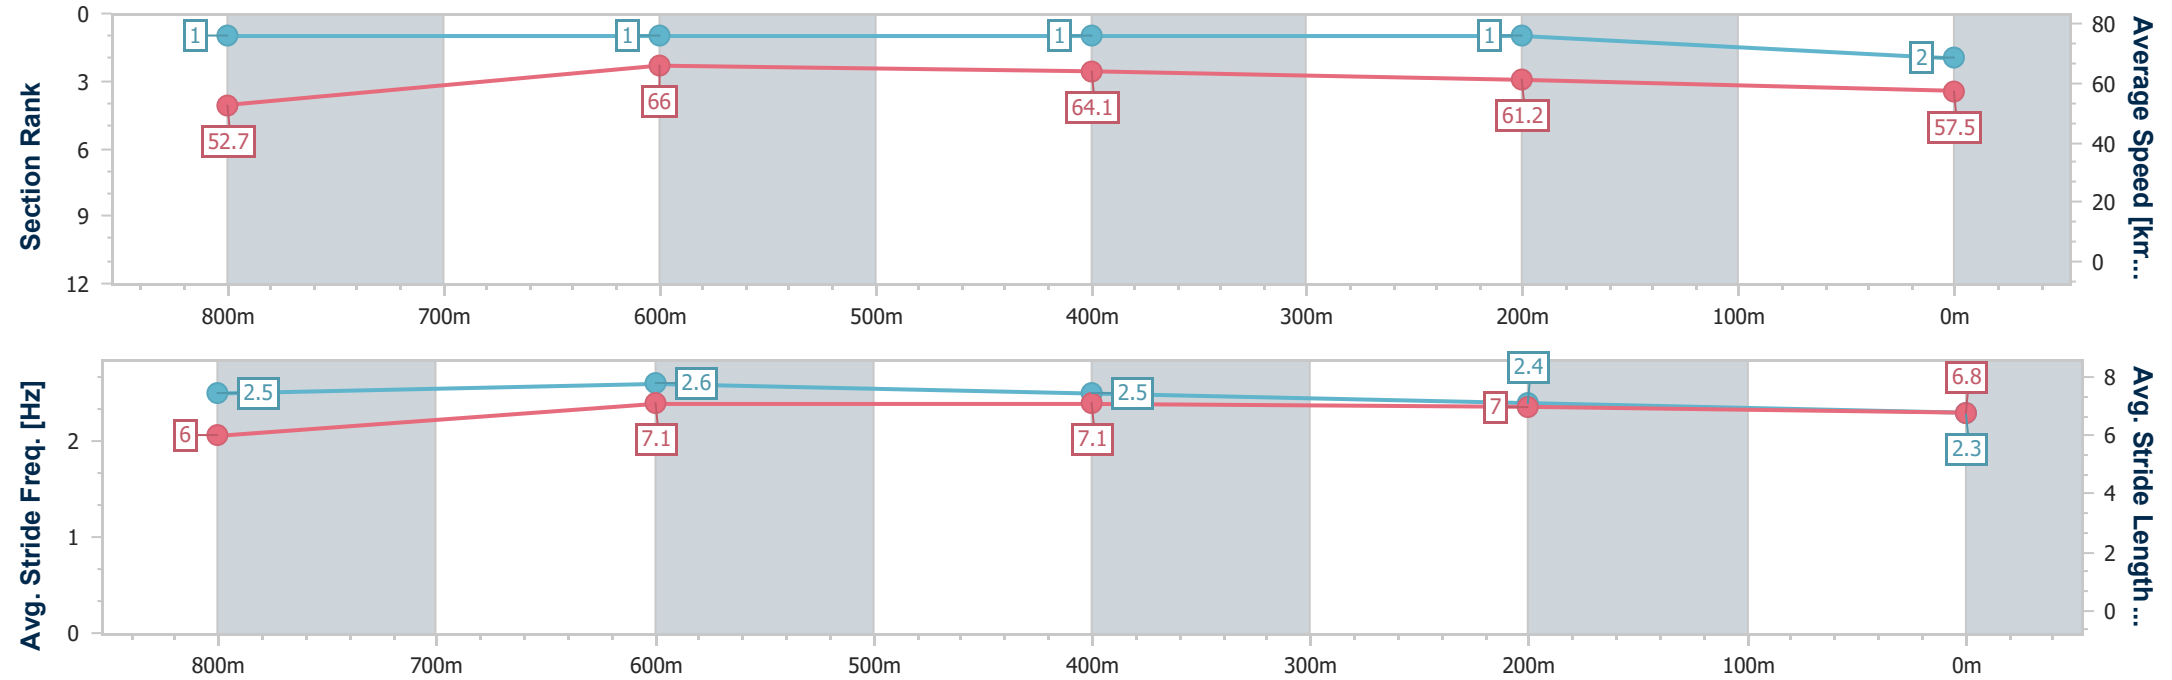 Section Rank
0
3
6
9
12
1
1
1
1
2
52.7
66
64.1
61.2
57.5
80
60
40
20
0
Average Speed [km...
800m
700m
600m
500m
400m
300m
200m
100m
0m
Avg. Stride Freq. [Hz]
2
1
0
2.5
2.6
2.5
2.4
2.3
6
7.1
7.1
7
6.8
8
6
4
2
0
Avg. Stride Length ...
800m
700m
600m
500m
400m
300m
200m
100m
0m